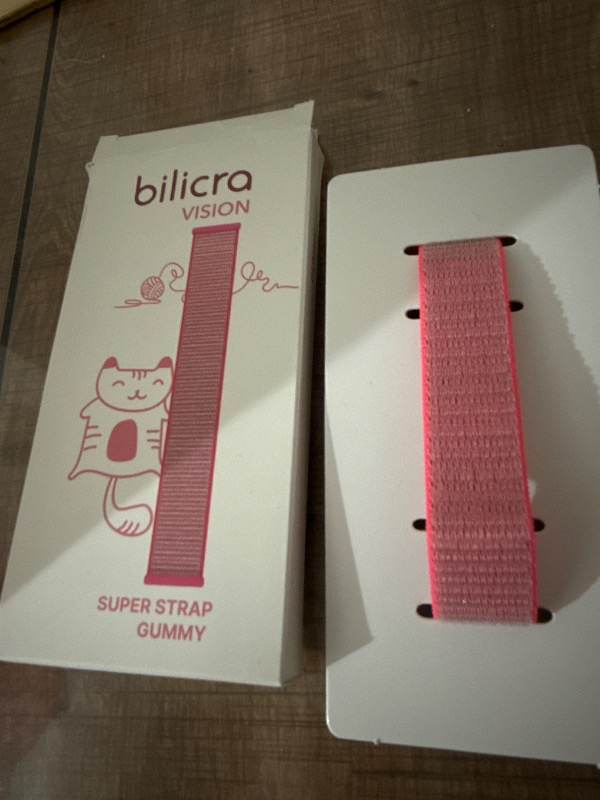 bilicra
VISION
SUPER STRAP
GUMMY